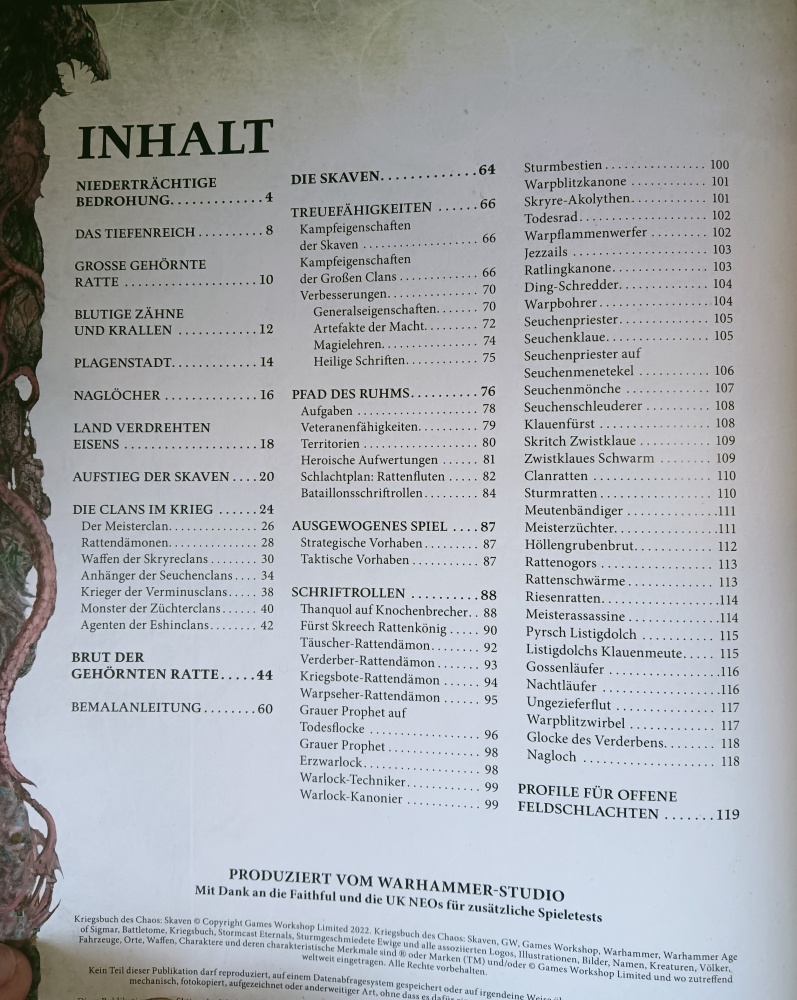 INHALT
NIEDERTRÄCHTIGE
BEDROHUNG............4
DAS TIEFENREICH..........8
GROSSE GEHÖRNTE
RATTE ....................10
BLUTIGE ZÄHNE
UND KRALLEN ............12
PLAGENSTADT.............14
NAGLÖCHER ..............16
LAND VERDREHTEN
EISENS ....................18
AUFSTIEG DER SKAVEN....20
DIE CLANS IM KRIEG ......24
Der Meisterclan.............. 26
Rattendämonen.............. 28
Waffen der Skryreclans ....... 30
Anhänger der Seuchenclans.... 34
Krieger der Verminusclans.... 38
Monster der Züchterclans..... 40
Agenten der Eshinclans........ 42
BRUT DER
GEHÖRNTEN RATTE.....44
BEMALANLEITUNG........60
DIE SKAVEN............64
TREUEFÄHIGKEITEN ......66
Kampfeigenschaften
der Skaven .................. 66
Kampfeigenschaften
der Großen Clans ............ 66
Verbesserungen.............. 70
Generalseigenschaften....... 70
Artefakte der Macht......... 72
Magielehren................ 74
Heilige Schriften............ 75
PFAD DES RUHMS..........76
Aufgaben ................... 78
Veteranenfähigkeiten......... 79
Territorien .................. 80
Heroische Aufwertungen ...... 81
Schlachtplan: Rattenfluten .... 82
Bataillonsschriftrollen........ 84
AUSGEWOGENES SPIEL ....87
Strategische Vorhaben........ 87
Taktische Vorhaben .......... 87
SCHRIFTROLLEN ..........88
Thanquol auf Knochenbrecher.. 88
Fürst Screech Rattenkönig ..... 90
Täuscher-Rattendämon....... 92
Verderber-Rattendämon...... 93
Kriegsbote-Rattendämon ..... 94
Warpseher-Rattendämon ..... 95
Grauer Prophet auf
Todesflocke ................. 96
Grauer Prophet .............. 98
Erzwarlock.................. 98
Warlock-Techniker........... 99
Warlock-Kanonier ........... 99
Sturmbestien ............... 100
Warpblitzkanone ............ 101
Skryre-Akolythen............ 101
Todesrad................... 102
Warpflammenwerfer ......... 102
Jezzails .................... 103
Ratlingkanone............... 103
Ding-Schredder.............. 104
Warpbohrer................. 104
Seuchenpriester.............. 105
Seuchenklaue................ 105
Seuchenpriester auf
Seuchenmenetekel ........... 106
Seuchenmönche ............. 107
Seuchenschleuderer .......... 108
Klauenfürst ................. 108
Skritch Zwistklaue ........... 109
Zwistklaues Schwarm ........ 109
Clanratten .................. 110
Sturmratten ................. 110
Meutenbändiger .............111
Meisterzüchter...............111
Höllengrubenbrut............ 112
Rattenogors ................. 113
Rattenschwärme ............. 113
Riesenratten.................114
Meisterassassine .............114
Pyrsch Listigdolch ........... 115
Listigdolchs Klauenmeute..... 115
Gossenläufer ................116
Nachtläufer .................116
Ungezieferflut ............... 117
Warpblitzwirbel ............. 117
Glocke des Verderbens........ 118
Nagloch .................... 118
PROFILE FÜR OFFENE
FELDSCHLACHTEN .......119
PRODUZIERT VOM WARHAMMER-STUDIO
Mit Dank an die Faithful und die UK NEOs für zusätzliche Spieletests
Kriegsbuch des Chaos: Skaven © Copyright Games Workshop Limited 2022. Kriegsbuch des Chaos: Skaven, GW, Games Workshop, Warhammer, Warhammer Age
of Sigmar, Battletome, Kriegsbuch, Stormcast Eternals, Sturmgeschmiedete Ewige und alle assoziierten Logos, Illustrationen, Bilder, Namen, Kreaturen, Völker,
Fahrzeuge, Orte, Waffen, Charaktere und deren charakteristische Merkmale sind ® oder Marken (TM) und/oder © Games Workshop Limited und wo zutreffend
weltweit eingetragen. Alle Rechte vorbehalten.
Kein Teil dieser Publikation darf reproduziert, auf einem Datenabfragesystem gespeichert oder auf irgendeine Weise
mechanisch, fotokopiert, aufgezeichnet oder anderweitiger Art, ohne dass es dafür